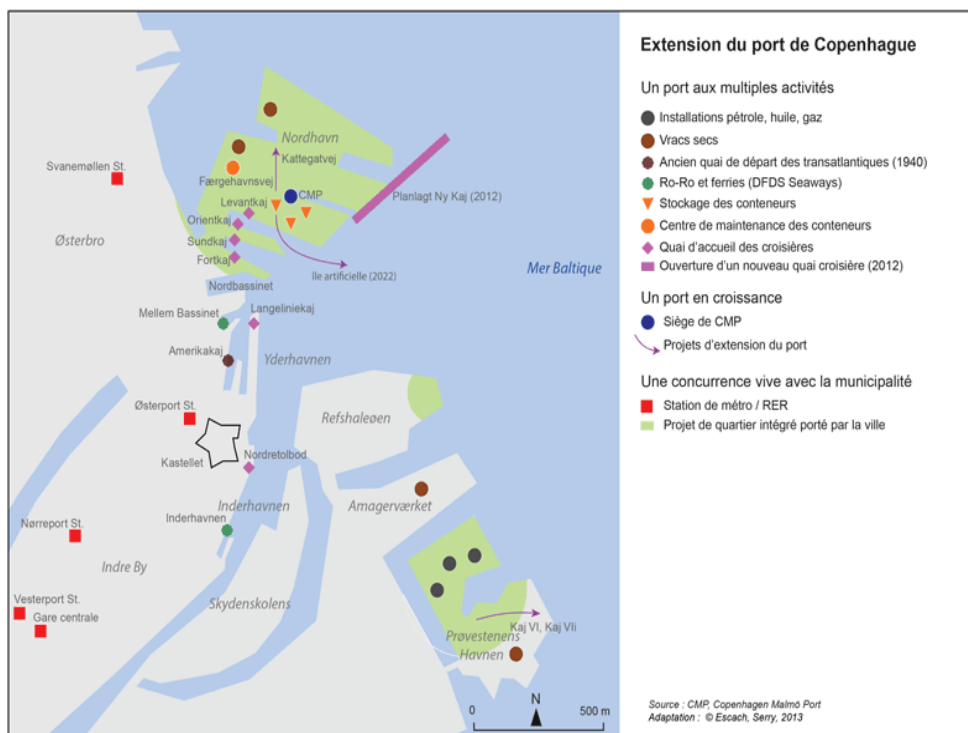 Extension du port de Copenhague
Un port aux multiples activités
Installations pétrole, huile, gaz
Vracs secs
Ancien quai de départ des transatlantiques (1940)
Ro-Ro et ferries (DFDS Seaways)
Stockage des conteneurs
Centre de maintenance des conteneurs
Quai d'accueil des croisières
Ouverture d'un nouveau quai croisière (2012)
Un port en croissance
Siège de CMP
Projets d'extension du port
Une concurrence vive avec la municipalité
Station de métro / RER
Projet de quartier intégré porté par la ville
Source : CMP, Copenhagen Malmö Port
Adaptation : © Escach, Serry, 2013
Nordhavn
Kattegatvej
Svanemøllen St.
Færgehavnsvej
CMP
Levantkaj
Planlagt Ny Kaj (2012)
Orientkaj
Østerbro
Sundkaj
Fortkaj
Ile artificielle (2022)
Mer Baltique
Nordbassinet
Mellem Bassinet
Langeliniekaj
Amerikakaj
Yderhavnen
Østerport St.
Refshaleøen
Kastellet
Nordretolbod
Inderhavnen
Amagerværket
Inderhavnen
Nørreport St.
Indre By
Skydenskolens
Vesterport St.
Gare centrale
Kaj VI, Kaj VIi
Prøvestenens
Havnen
N
0 500 m